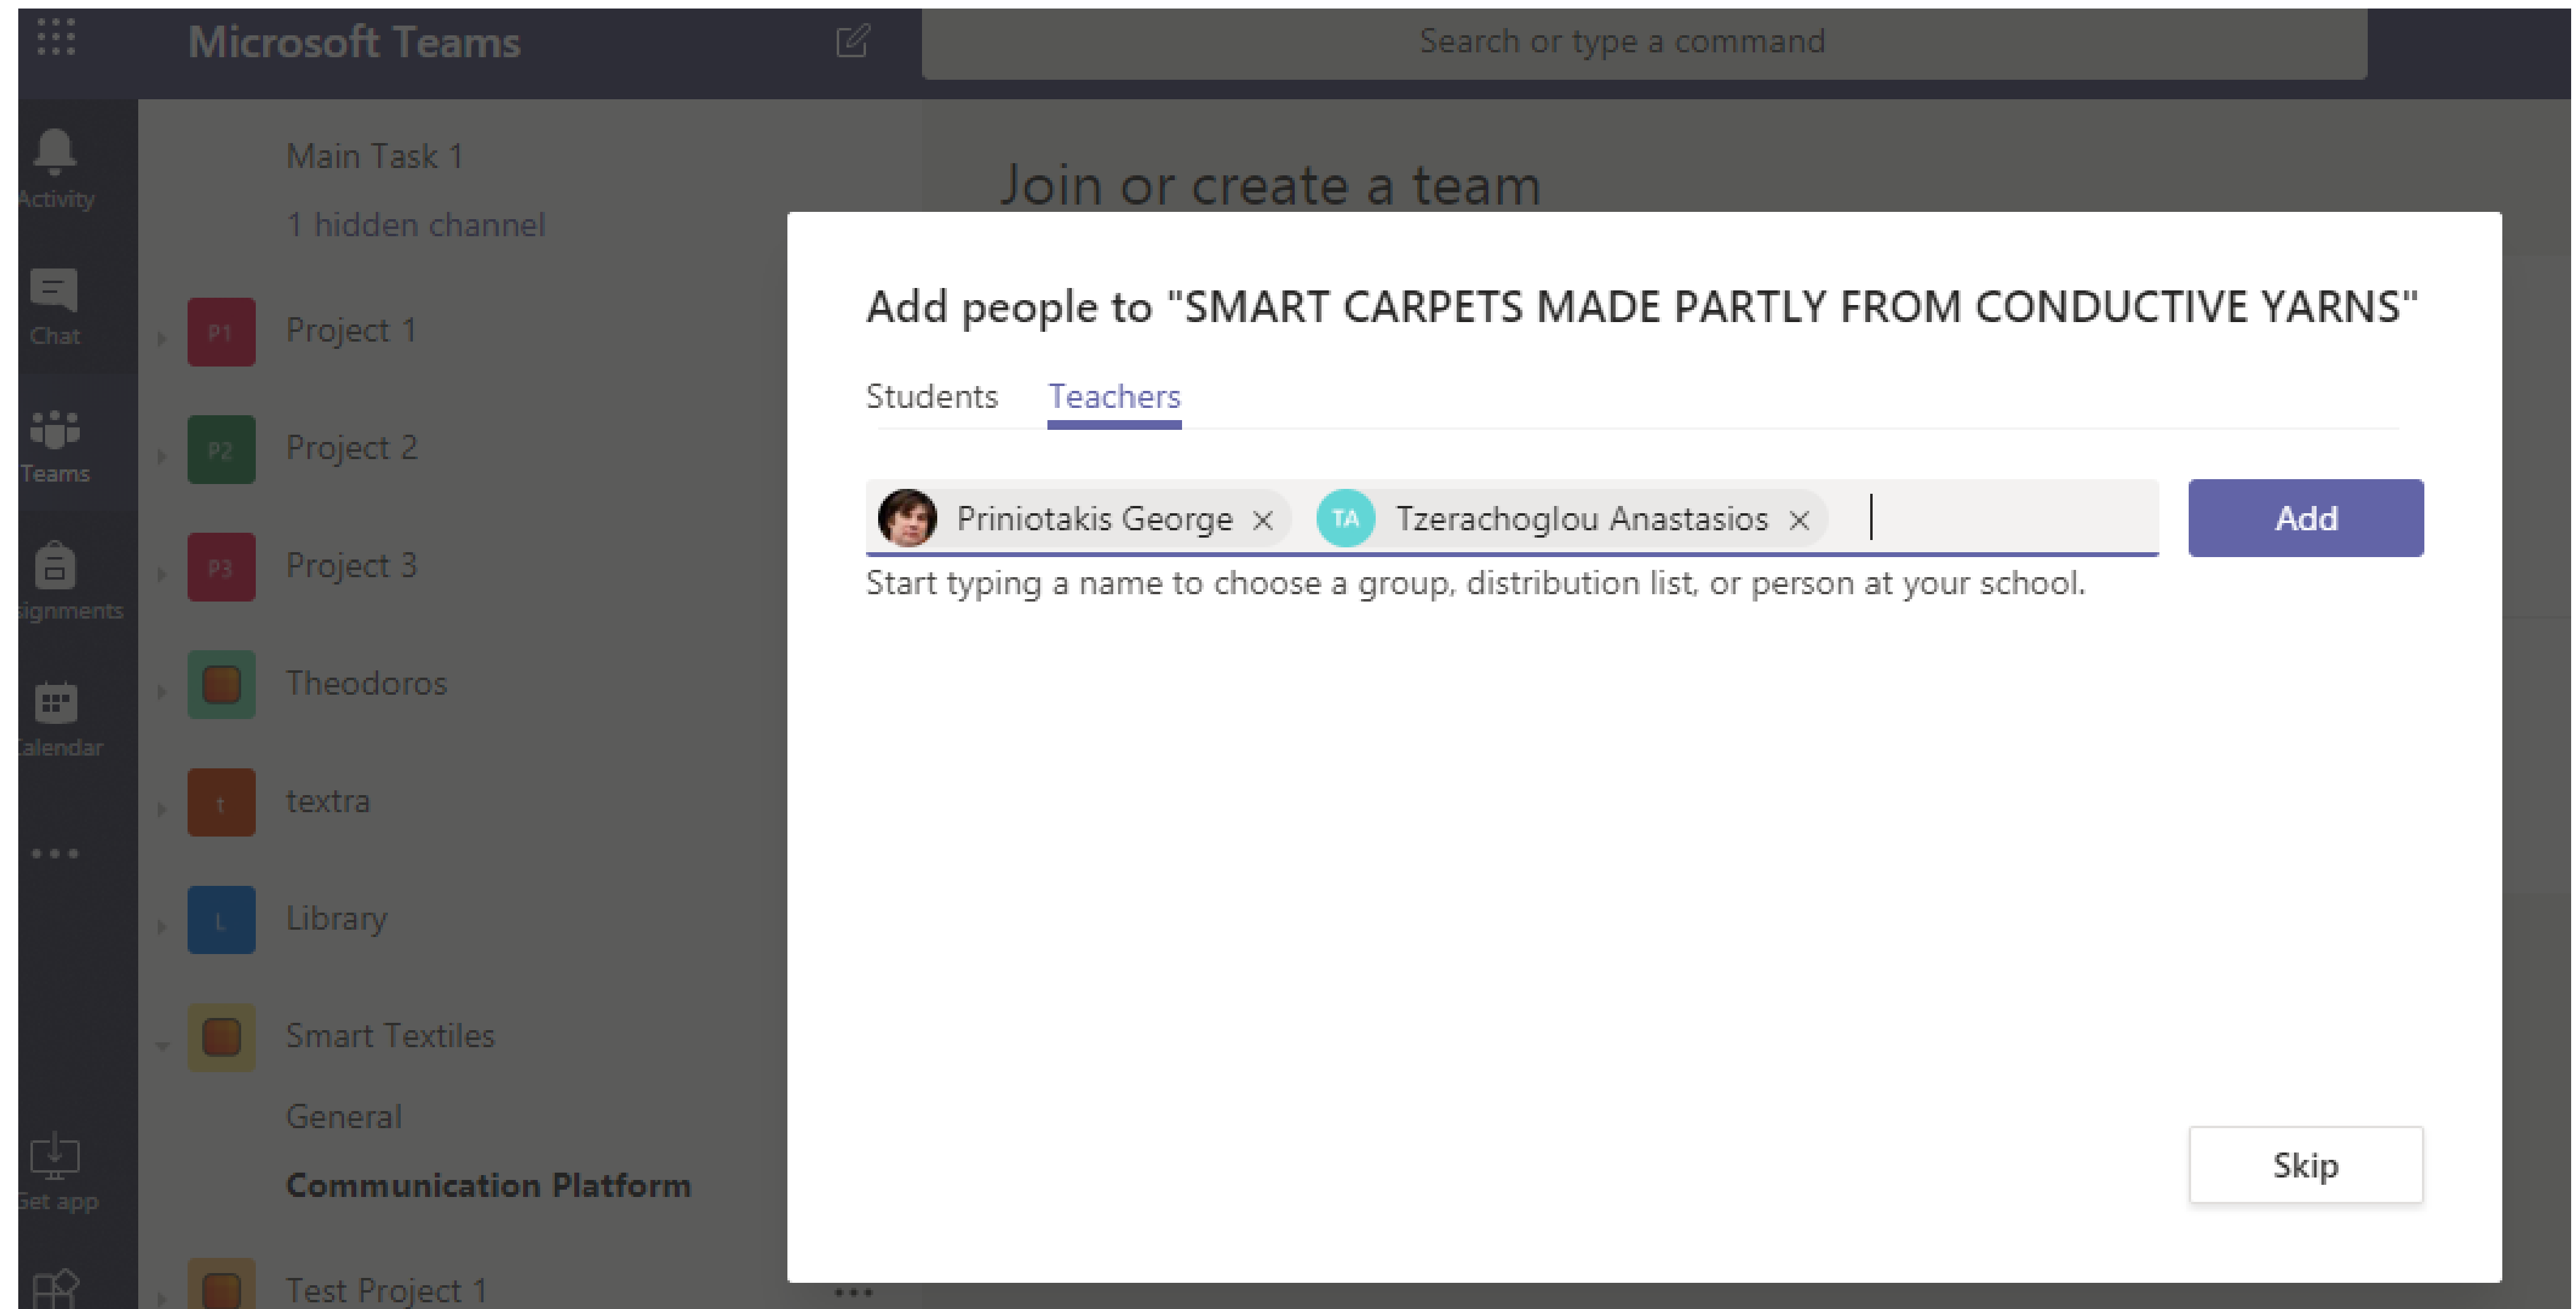 Microsoft Teams
Search or type a command
Activity
Chat
Teams
signments
Calendar
Get app
Main Task 1
1 hidden channel
P1 Project 1
P2 Project 2
P3 Project 3
Theodoros
t textra
L Library
Smart Textiles
General
Communication Platform
Test Project 1
Join or create a team
Add people to "SMART CARPETS MADE PARTLY FROM CONDUCTIVE YARNS"
Students Teachers
Priniotakis George TA Tzerachoglou Anastasios Add
Start typing a name to choose a group, distribution list, or person at your school.
Skip